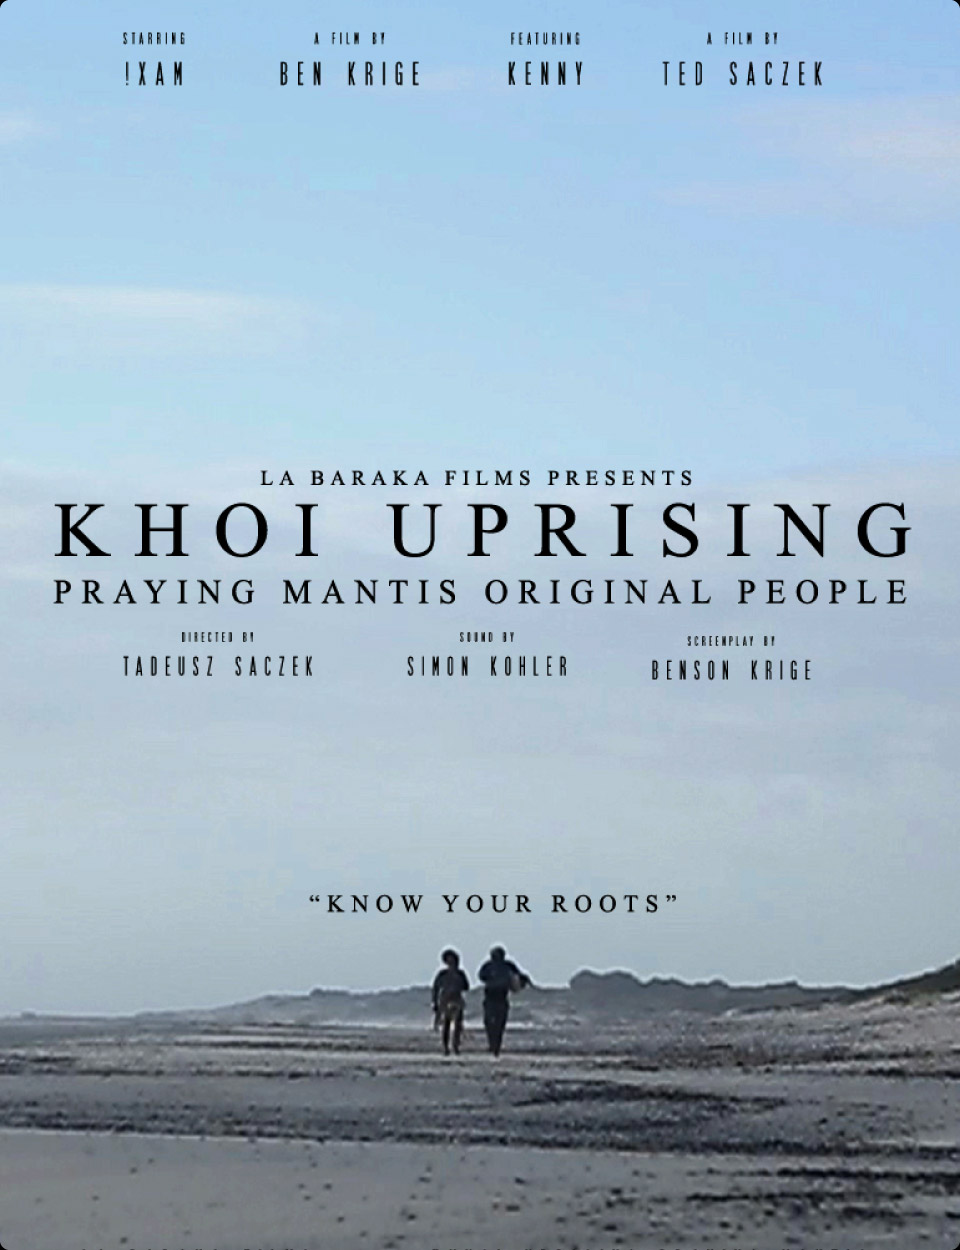 STARRING
!XAM
A FILM BY
BEN KRIGE
FEATURING
KENNY
A FILM BY
TED SACZEK
LA BARAKA FILMS PRESENTS
KHOI UPRISING
PRAYING MANTIS ORIGINAL PEOPLE
DIRECTED BY
TADEUSZ SACZEK
SOUND BY
SIMON KOHLER
SCREENPLAY BY
BENSON KRIGE
“KNOW YOUR ROOTS”